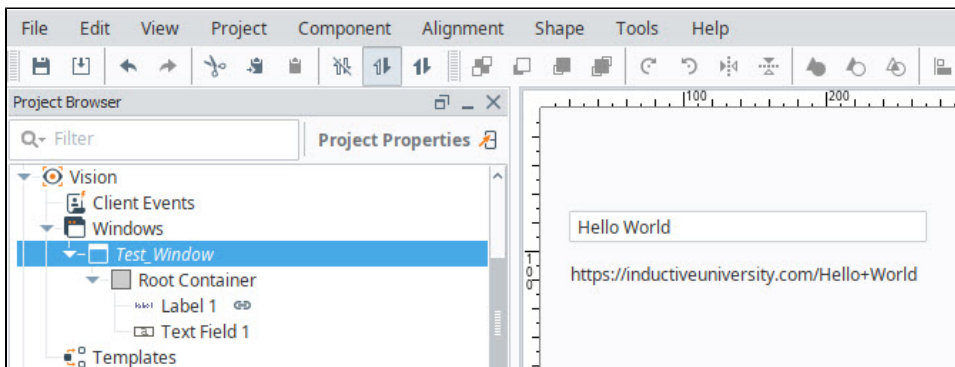 File Edit View Project Component Alignment Shape Tools Help
Project Browser
Filter Project Properties
Vision
Client Events
Windows
Test_Window
Root Container
Label 1
Text Field 1
Templates
100 200
Hello World
100
https://inductiveuniversity.com/Hello+World